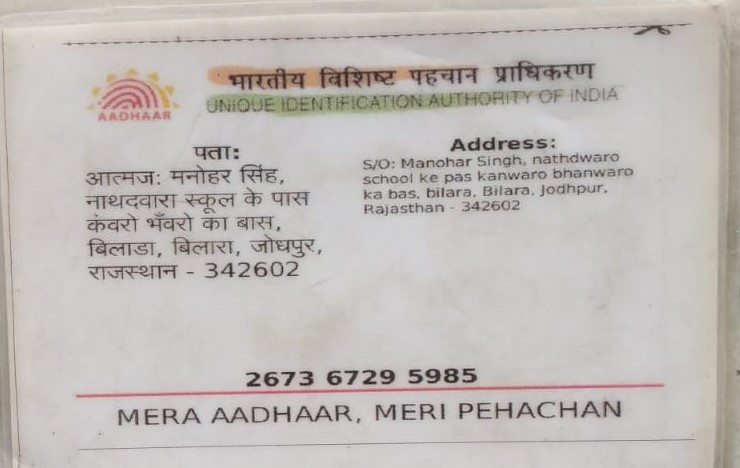 भारतीय विशिष्ट पहचान प्राधिकरण
UNIQUE IDENTIFICATION AUTHORITY OF INDIA
AADHAAR
पता:
आत्मज: मनोहर सिंह,
नाथदवारा स्कूल के पास
कंवरो भँवरो का बास,
बिलाडा, बिलारा, जोधपुर,
राजस्थान - 342602
Address:
S/O: Manohar Singh, nathdwaro
school ke pas kanwaro bhanwaro
ka bas, bilara, Bilara, Jodhpur,
Rajasthan - 342602
2673 6729 5985
MERA AADHAAR, MERI PEHACHAN